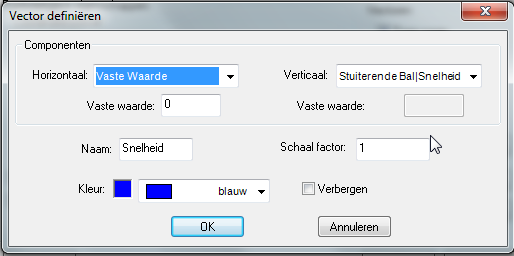 Vector definiëren
Componenten
Horizontaal: Vaste Waarde
Verticaal: Stuiterende Bal|Snelheid
Vaste waarde: 0
Vaste waarde:
Naam: Snelheid
Schaal factor: 1
Kleur: blauw
Verbergen
OK
Annuleren